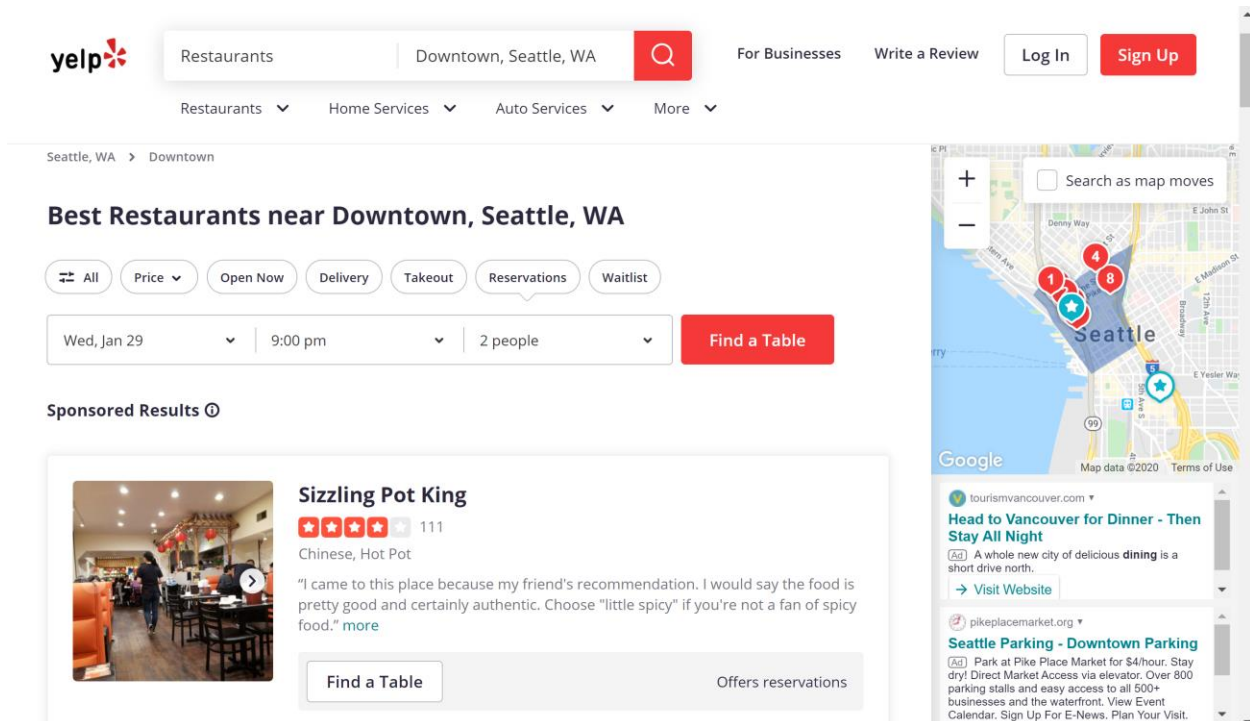 yelp
Restaurants
Downtown, Seattle, WA
For Businesses
Write a Review
Log In
Sign Up
Restaurants
Home Services
Auto Services
More
Seattle, WA > Downtown
Best Restaurants near Downtown, Seattle, WA
All
Price
Open Now
Delivery
Takeout
Reservations
Waitlist
Wed, Jan 29
9:00 pm
2 people
Find a Table
Sponsored Results
Sizzling Pot King
111
Chinese, Hot Pot
“I came to this place because my friend's recommendation. I would say the food is
pretty good and certainly authentic. Choose "little spicy" if you're not a fan of spicy
food.” more
Find a Table
Offers reservations
+
−
Search as map moves
E John St
Denny Way
4
1
8
E Madison St
12th Ave
Broadway
Seattle
5
E Yesler Way
5th Ave S
99
Google
Map data ©2020
Terms of Use
tourismvancouver.com
Head to Vancouver for Dinner - Then
Stay All Night
Ad A whole new city of delicious dining is a
short drive north.
→ Visit Website
pikeplacemarket.org
Seattle Parking - Downtown Parking
Ad Park at Pike Place Market for $4/hour. Stay
dry! Direct Market Access via elevator. Over 800
parking stalls and easy access to all 500+
businesses and the waterfront. View Event
Calendar. Sign Up For E-News. Plan Your Visit.